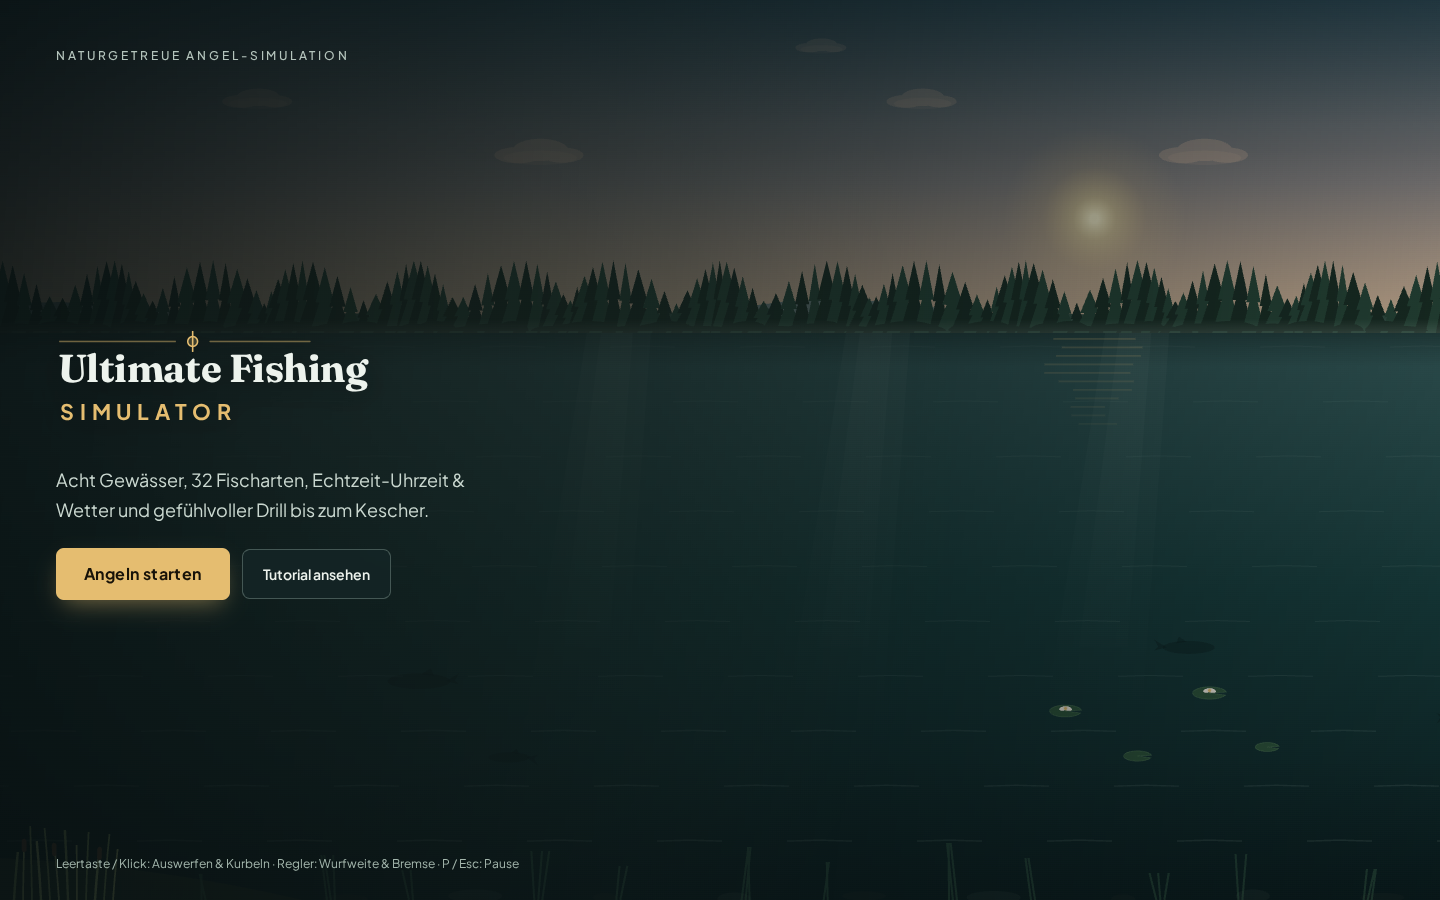 NATURGETREUE ANGEL-SIMULATION
Ultimate Fishing
SIMULATOR
Acht Gewässer, 32 Fischarten, Echtzeit-Uhrzeit &
Wetter und gefühlvoller Drill bis zum Kescher.
Angeln starten
Tutorial ansehen
Leertaste / Klick: Auswerfen & Kurbeln · Regler: Wurfweite & Bremse · P / Esc: Pause